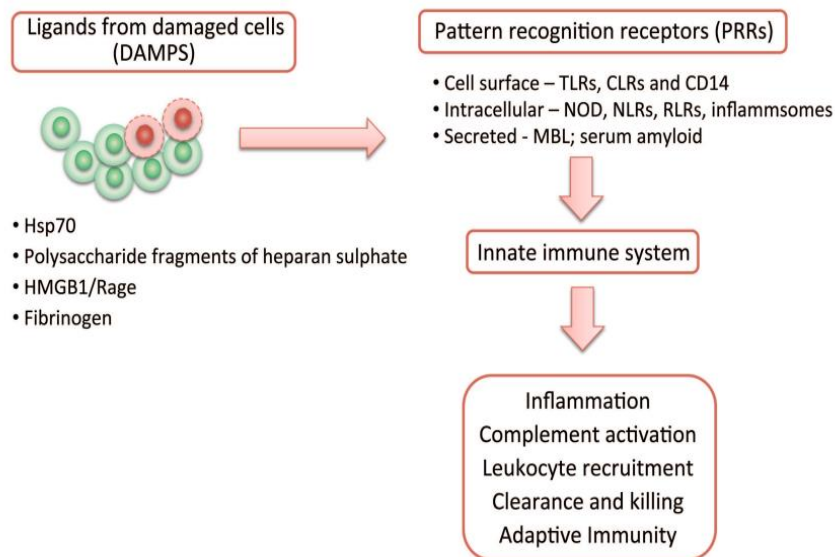 Ligands from damaged cells
(DAMPS)
• Hsp70
• Polysaccharide fragments of heparan sulphate
• HMGB1/Rage
• Fibrinogen
Pattern recognition receptors (PRRs)
• Cell surface – TLRs, CLRs and CD14
• Intracellular – NOD, NLRs, RLRs, inflammsomes
• Secreted - MBL; serum amyloid
Innate immune system
Inflammation
Complement activation
Leukocyte recruitment
Clearance and killing
Adaptive Immunity